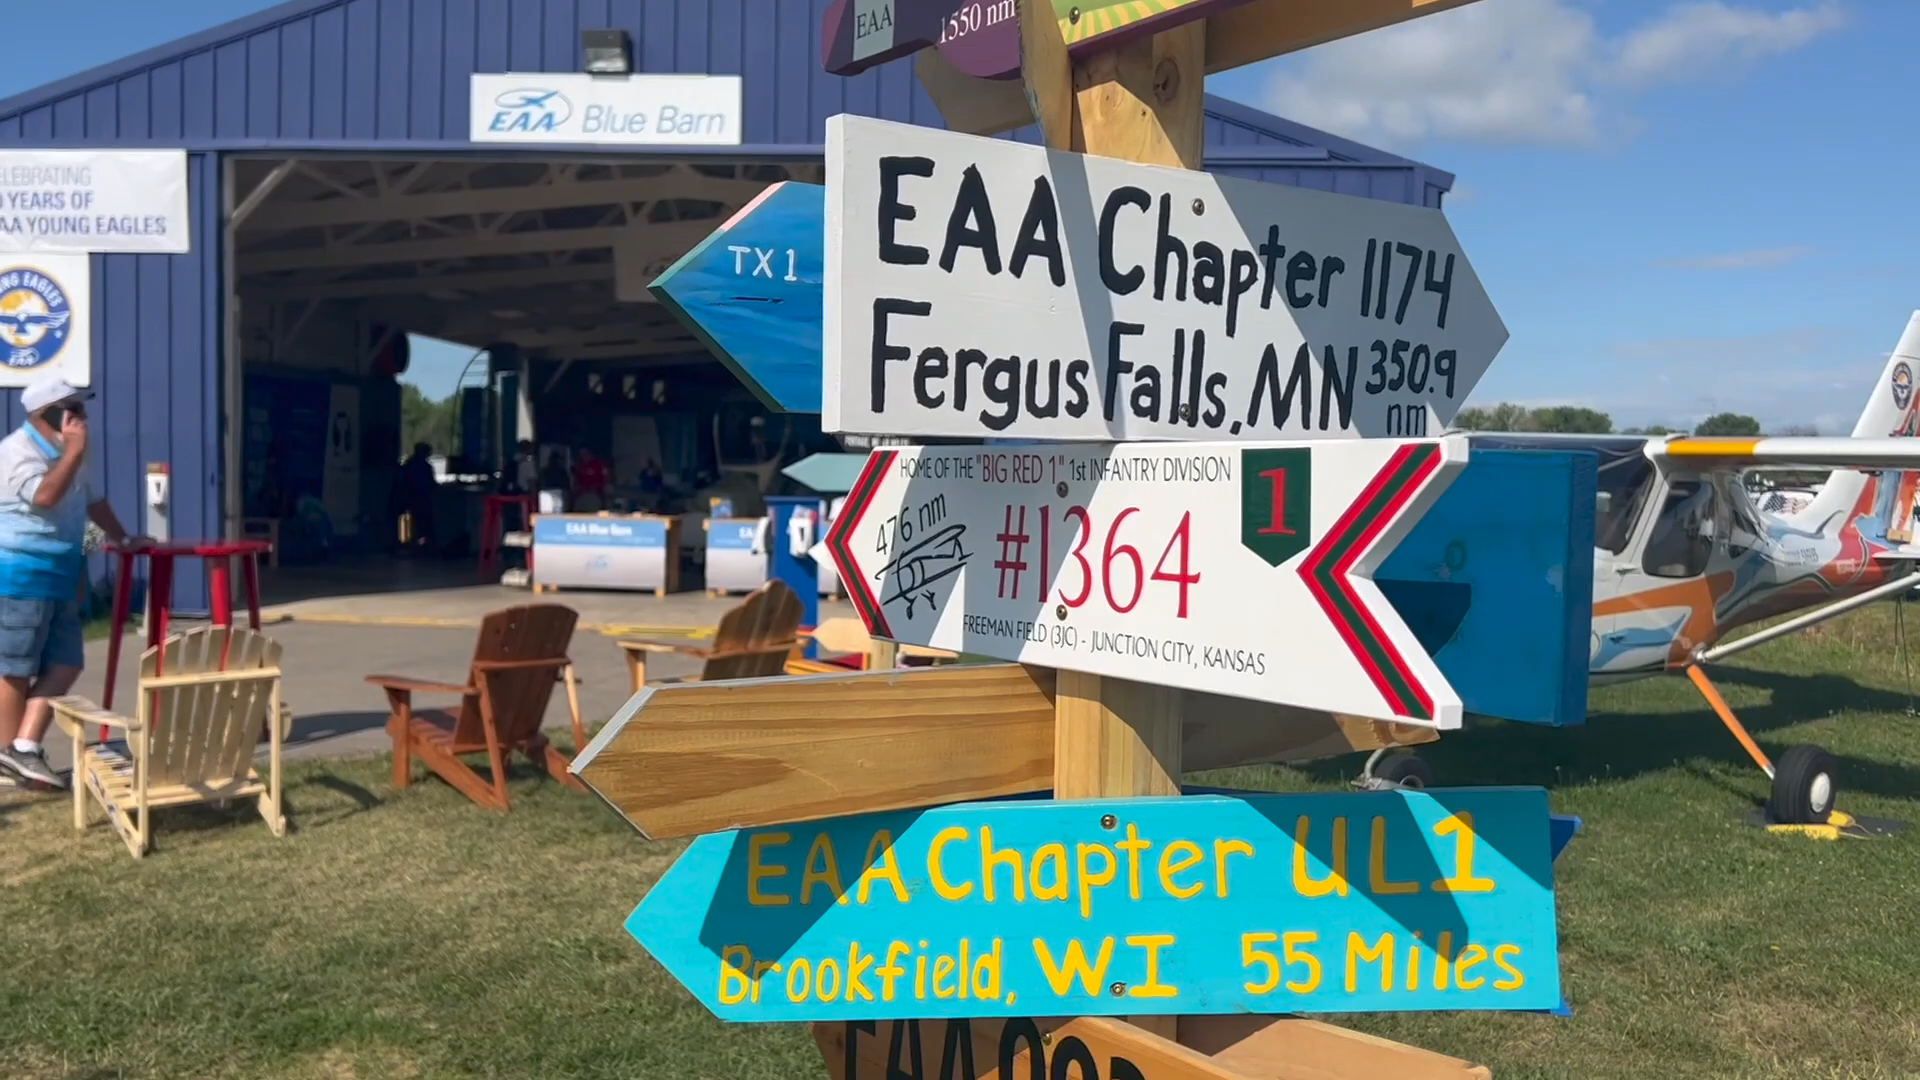 EAA
1550 nm
EAA Blue Barn
YEARS OF
YOUNG EAGLES
TX 1
EAA Chapter 1174
Fergus Falls, MN 350.9
nm
HOME OF THE "BIG RED 1" 1st INFANTRY DIVISION
1
476 nm
#1364
FREEMAN FIELD (3JC) - JUNCTION CITY, KANSAS
EAA Blue Barn
EAA Chapter UL1
Brookfield, WI 55 Miles
EAA